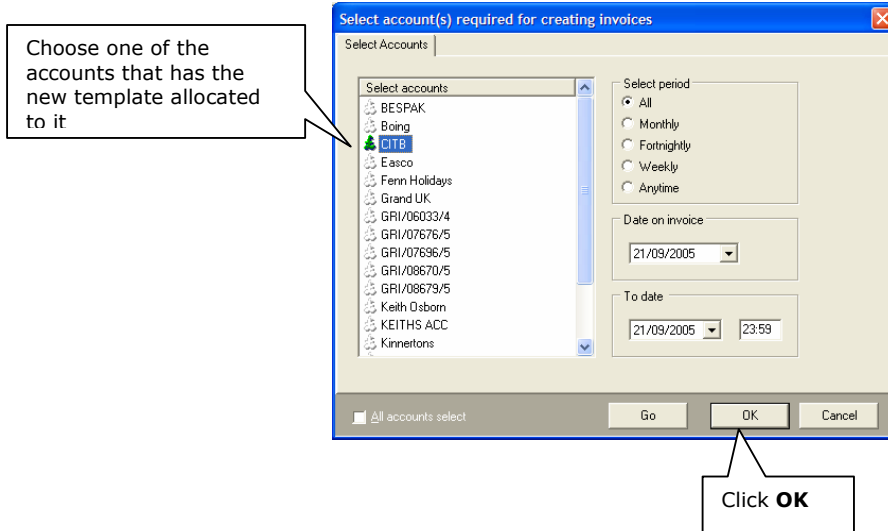 Select account(s) required for creating invoices
Select Accounts
Choose one of the
accounts that has the
new template allocated
to it
Select accounts
BESPAK
Boing
CITB
Easco
Fenn Holidays
Grand UK
GRI/06033/4
GRI/07676/5
GRI/07696/5
GRI/08670/5
GRI/08679/5
Keith Osborn
KEITHS ACC
Kinnertons
Select period
All
Monthly
Fortnightly
Weekly
Anytime
Date on invoice
21/09/2005
To date
21/09/2005 23:59
All accounts select
Go
OK
Cancel
Click OK